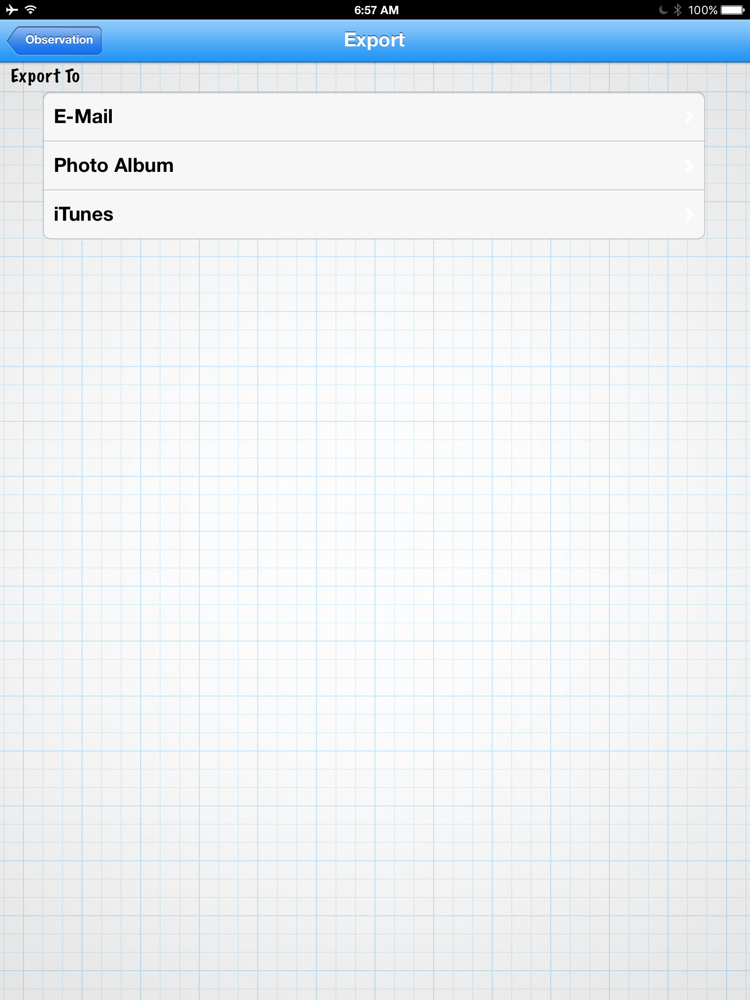 6:57 AM
100%
Observation
Export
Export To
E-Mail
Photo Album
iTunes